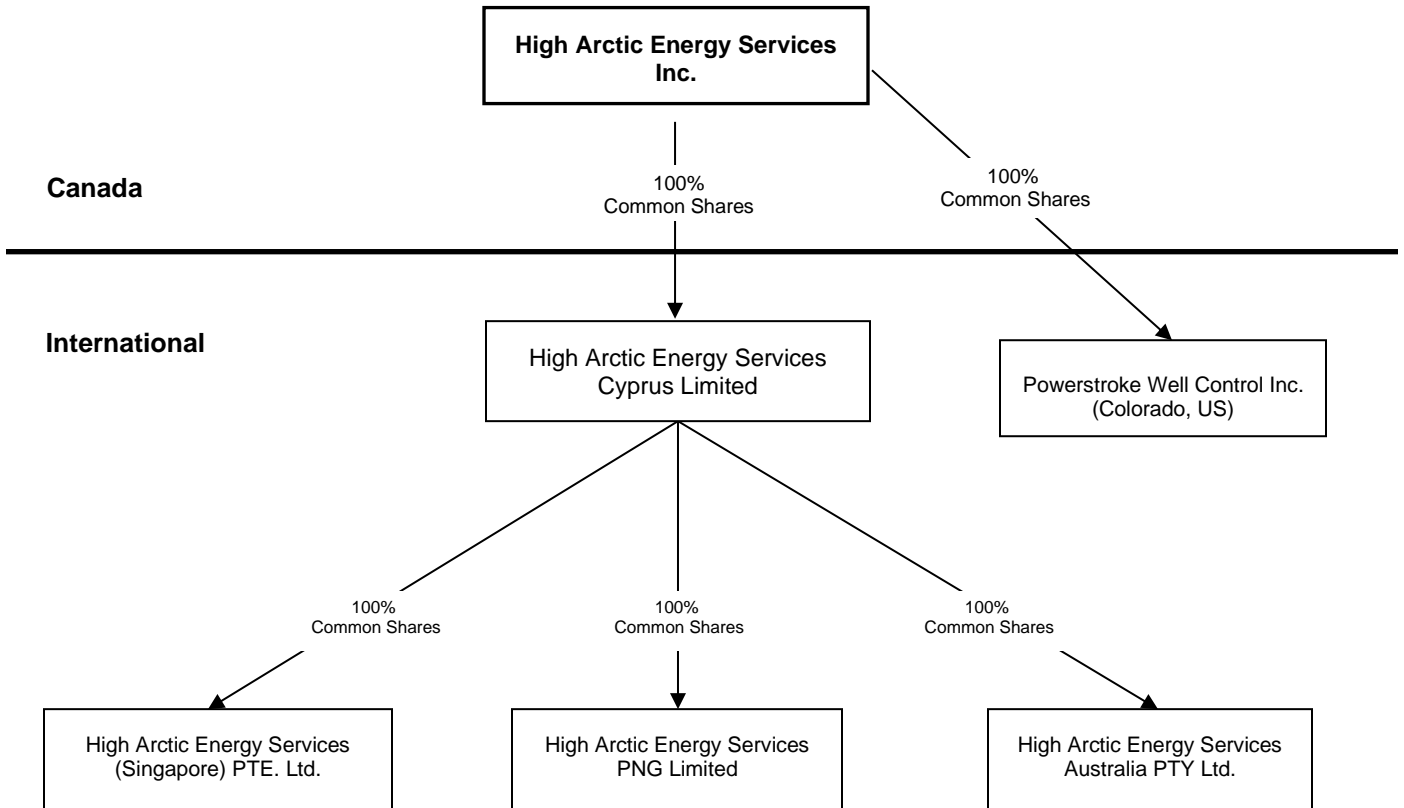 High Arctic Energy Services
Inc.
Canada
100%
Common Shares
100%
Common Shares
International
High Arctic Energy Services
Cyprus Limited
Powerstroke Well Control Inc.
(Colorado, US)
100%
Common Shares
100%
Common Shares
100%
Common Shares
High Arctic Energy Services
(Singapore) PTE. Ltd.
High Arctic Energy Services
PNG Limited
High Arctic Energy Services
Australia PTY Ltd.